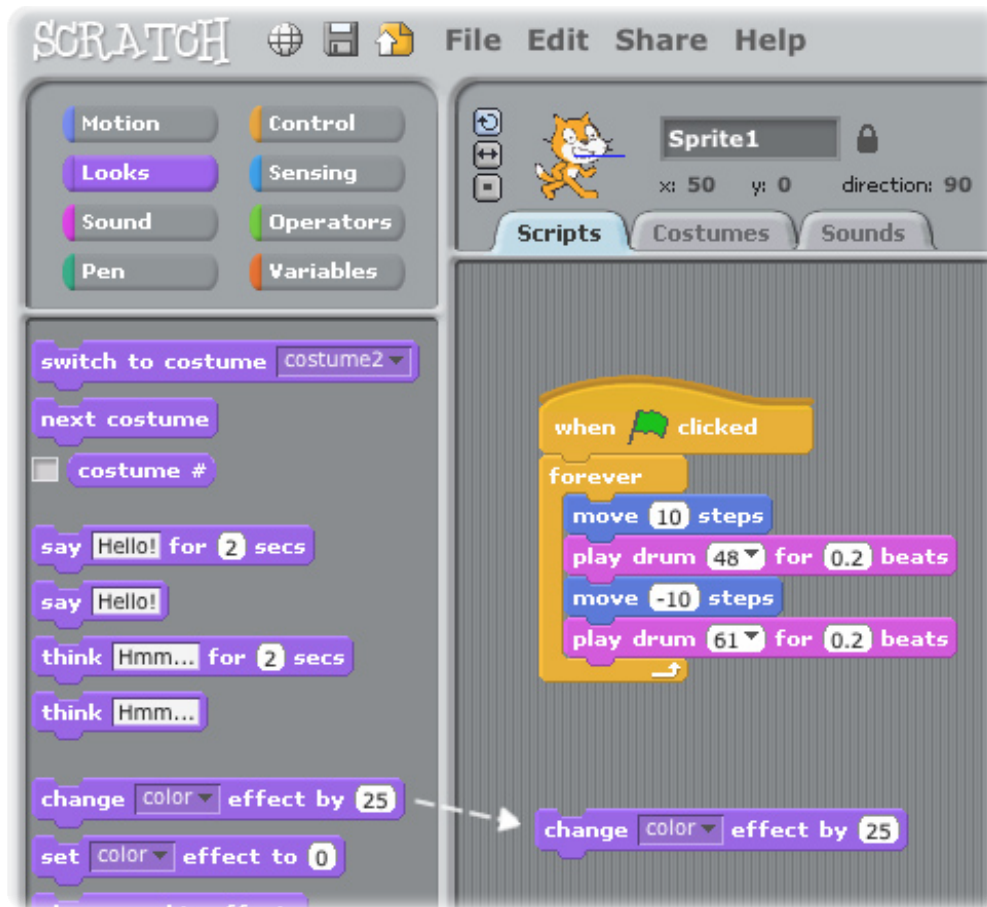 SCRATCH File Edit Share Help
Motion Control
Looks Sensing
Sound Operators
Pen Variables
Sprite1
x: 50 y: 0 direction: 90
Scripts Costumes Sounds
switch to costume costume2
next costume
costume #
say Hello! for 2 secs
say Hello!
think Hmm... for 2 secs
think Hmm...
change color effect by 25
set color effect to 0
when clicked
forever
move 10 steps
play drum 48 for 0.2 beats
move -10 steps
play drum 61 for 0.2 beats
change color effect by 25